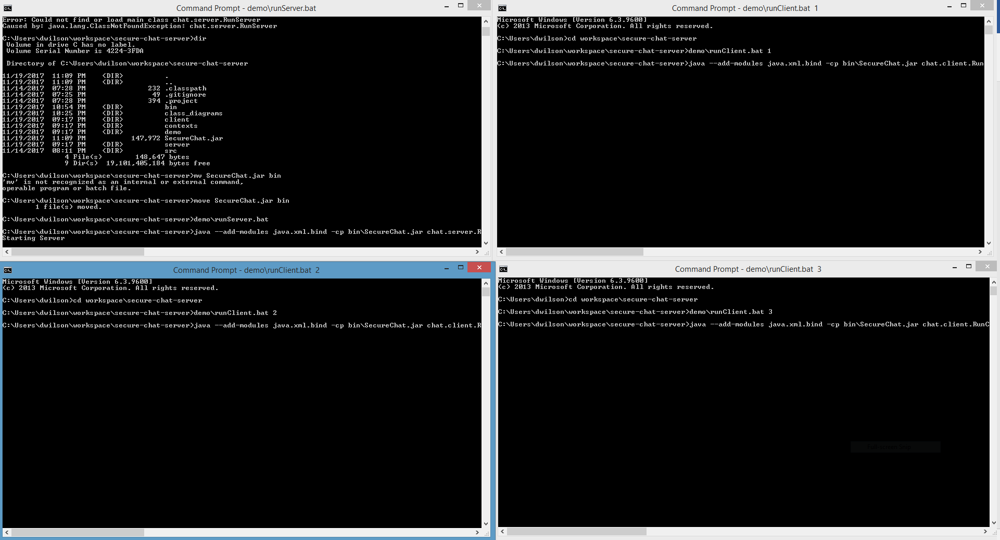 Command Prompt - demo\runServer.bat
Error: Could not find or load main class chat.server.RunServer
Caused by: java.lang.ClassNotFoundException: chat.server.RunServer
C:\Users\dwilson\workspace\secure-chat-server>dir
Volume in drive C has no label.
Volume Serial Number is 4224-3FDA
Directory of C:\Users\dwilson\workspace\secure-chat-server
11/19/2017  11:09 PM    <DIR>          .
11/19/2017  11:09 PM    <DIR>          ..
11/14/2017  07:28 PM               232 .classpath
11/14/2017  07:25 PM                49 .gitignore
11/14/2017  07:28 PM               394 .project
11/19/2017  10:54 PM    <DIR>          bin
11/19/2017  10:25 PM    <DIR>          class_diagrams
11/19/2017  09:17 PM    <DIR>          client
11/19/2017  09:17 PM    <DIR>          contexts
11/19/2017  09:17 PM    <DIR>          demo
11/19/2017  11:09 PM           147,972 SecureChat.jar
11/19/2017  09:17 PM    <DIR>          server
11/14/2017  08:11 PM    <DIR>          src
4 File(s)        148,647 bytes
9 Dir(s)  19,101,405,184 bytes free
C:\Users\dwilson\workspace\secure-chat-server>mv SecureChat.jar bin
'mv' is not recognized as an internal or external command,
operable program or batch file.
C:\Users\dwilson\workspace\secure-chat-server>move SecureChat.jar bin
1 file(s) moved.
C:\Users\dwilson\workspace\secure-chat-server>demo\runServer.bat
C:\Users\dwilson\workspace\secure-chat-server>java --add-modules java.xml.bind -cp bin\SecureChat.jar chat.server.R
Starting Server
Command Prompt - demo\runClient.bat  1
Microsoft Windows [Version 6.3.9600]
(c) 2013 Microsoft Corporation. All rights reserved.
C:\Users\dwilson>cd workspace\secure-chat-server
C:\Users\dwilson\workspace\secure-chat-server>demo\runClient.bat 1
C:\Users\dwilson\workspace\secure-chat-server>java --add-modules java.xml.bind -cp bin\SecureChat.jar chat.client.Run
Command Prompt - demo\runClient.bat  2
Microsoft Windows [Version 6.3.9600]
(c) 2013 Microsoft Corporation. All rights reserved.
C:\Users\dwilson>cd workspace\secure-chat-server
C:\Users\dwilson\workspace\secure-chat-server>demo\runClient.bat 2
C:\Users\dwilson\workspace\secure-chat-server>java --add-modules java.xml.bind -cp bin\SecureChat.jar chat.client.R
Command Prompt - demo\runClient.bat  3
Microsoft Windows [Version 6.3.9600]
(c) 2013 Microsoft Corporation. All rights reserved.
C:\Users\dwilson>cd workspace\secure-chat-server
C:\Users\dwilson\workspace\secure-chat-server>demo\runClient.bat 3
C:\Users\dwilson\workspace\secure-chat-server>java --add-modules java.xml.bind -cp bin\SecureChat.jar chat.client.RunC
Full-screen Snip